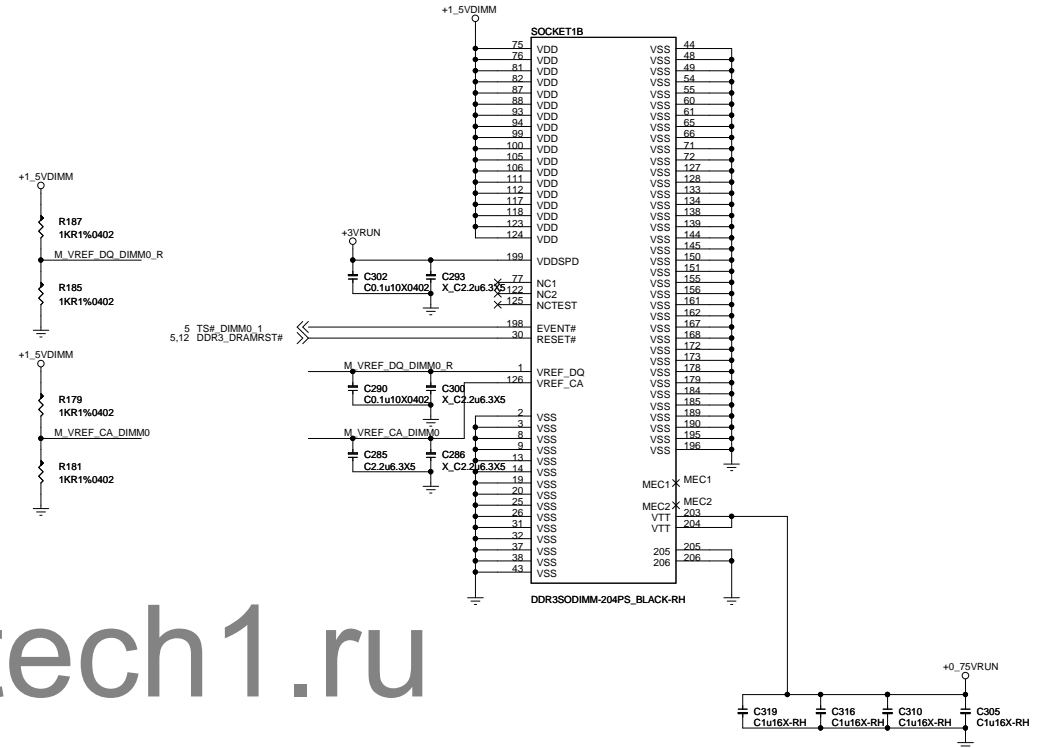 +1_5VDIMM
SOCKET1B
75 VDD VSS 44
76 VDD VSS 48
81 VDD VSS 49
82 VDD VSS 54
87 VDD VSS 55
88 VDD VSS 60
93 VDD VSS 61
94 VDD VSS 65
99 VDD VSS 66
100 VDD VSS 71
105 VDD VSS 72
106 VDD VSS 127
111 VDD VSS 128
112 VDD VSS 133
117 VDD VSS 134
118 VDD VSS 138
123 VDD VSS 139
124 VDD VSS 144
VSS 145
199 VDDSPD VSS 150
VSS 151
77 NC1 VSS 155
122 NC2 VSS 156
125 NCTEST VSS 161
VSS 162
198 EVENT# VSS 167
30 RESET# VSS 168
VSS 172
VSS 173
1 VREF_DQ VSS 178
126 VREF_CA VSS 179
VSS 184
VSS 185
2 VSS VSS 189
3 VSS VSS 190
8 VSS VSS 195
9 VSS VSS 196
13 VSS
14 VSS
19 VSS MEC1 MEC1
20 VSS
25 VSS MEC2 MEC2
26 VSS VTT 203
31 VSS VTT 204
32 VSS
37 VSS 205 205
38 VSS 206 206
43 VSS
DDR3SODIMM-204PS_BLACK-RH
+1_5VDIMM
R187
1KR1%0402
M_VREF_DQ_DIMM0_R
R185
1KR1%0402
+1_5VDIMM
R179
1KR1%0402
M_VREF_CA_DIMM0
R181
1KR1%0402
+3VRUN
C302
C0.1u10X0402
C293
X_C2.2u6.3X5
5 TS#_DIMM0_1
5,12 DDR3_DRAMRST#
M_VREF_DQ_DIMM0_R
C290
C0.1u10X0402
C300
X_C2.2u6.3X5
M_VREF_CA_DIMM0
C285
C2.2u6.3X5
C286
X_C2.2u6.3X5
tech1.ru
+0_75VRUN
C319
C1u16X-RH
C316
C1u16X-RH
C310
C1u16X-RH
C305
C1u16X-RH